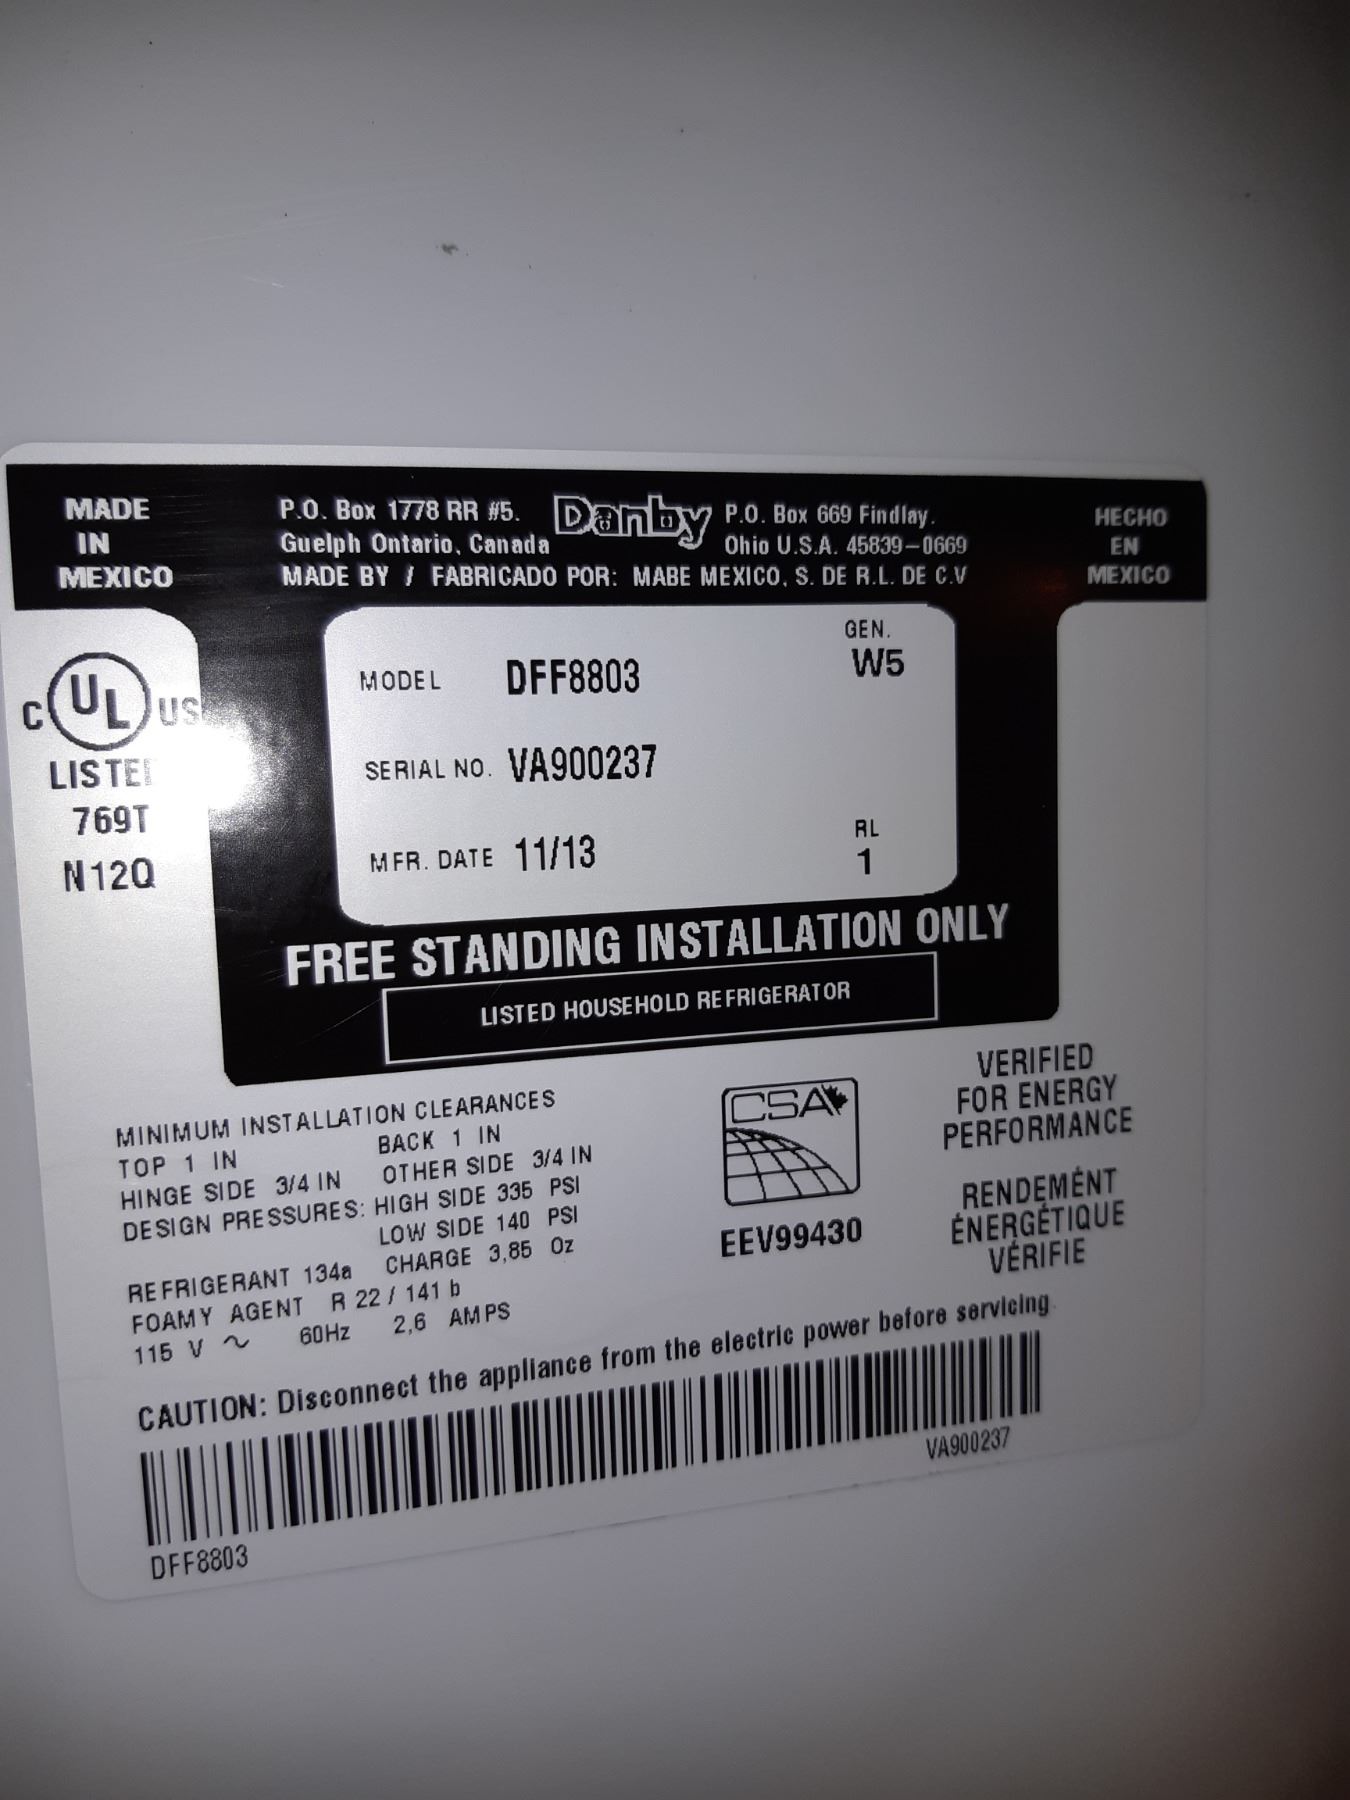 MADE
IN
MEXICO
P.O. Box 1778 RR #5.
Guelph Ontario, Canada
Danby
P.O. Box 669 Findlay.
Ohio U.S.A. 45839-0669
MADE BY / FABRICADO POR: MABE MEXICO, S. DE R.L. DE C.V
HECHO
EN
MEXICO
C UL US
LISTED
769T
N12Q
MODEL DFF8803
GEN.
W5
SERIAL NO. VA900237
MFR. DATE 11/13
RL
1
FREE STANDING INSTALLATION ONLY
LISTED HOUSEHOLD REFRIGERATOR
MINIMUM INSTALLATION CLEARANCES
TOP 1 IN BACK 1 IN
HINGE SIDE 3/4 IN OTHER SIDE 3/4 IN
DESIGN PRESSURES: HIGH SIDE 335 PSI
LOW SIDE 140 PSI
REFRIGERANT 134a CHARGE 3,85 Oz
FOAMY AGENT R 22 / 141 b
115 V ~ 60Hz 2,6 AMPS
CSA
EEV99430
VERIFIED
FOR ENERGY
PERFORMANCE
RENDEMÉNT
ÉNERGÉTIQUE
VÉRIFIE
CAUTION: Disconnect the appliance from the electric power before servicing
VA900237
DFF8803